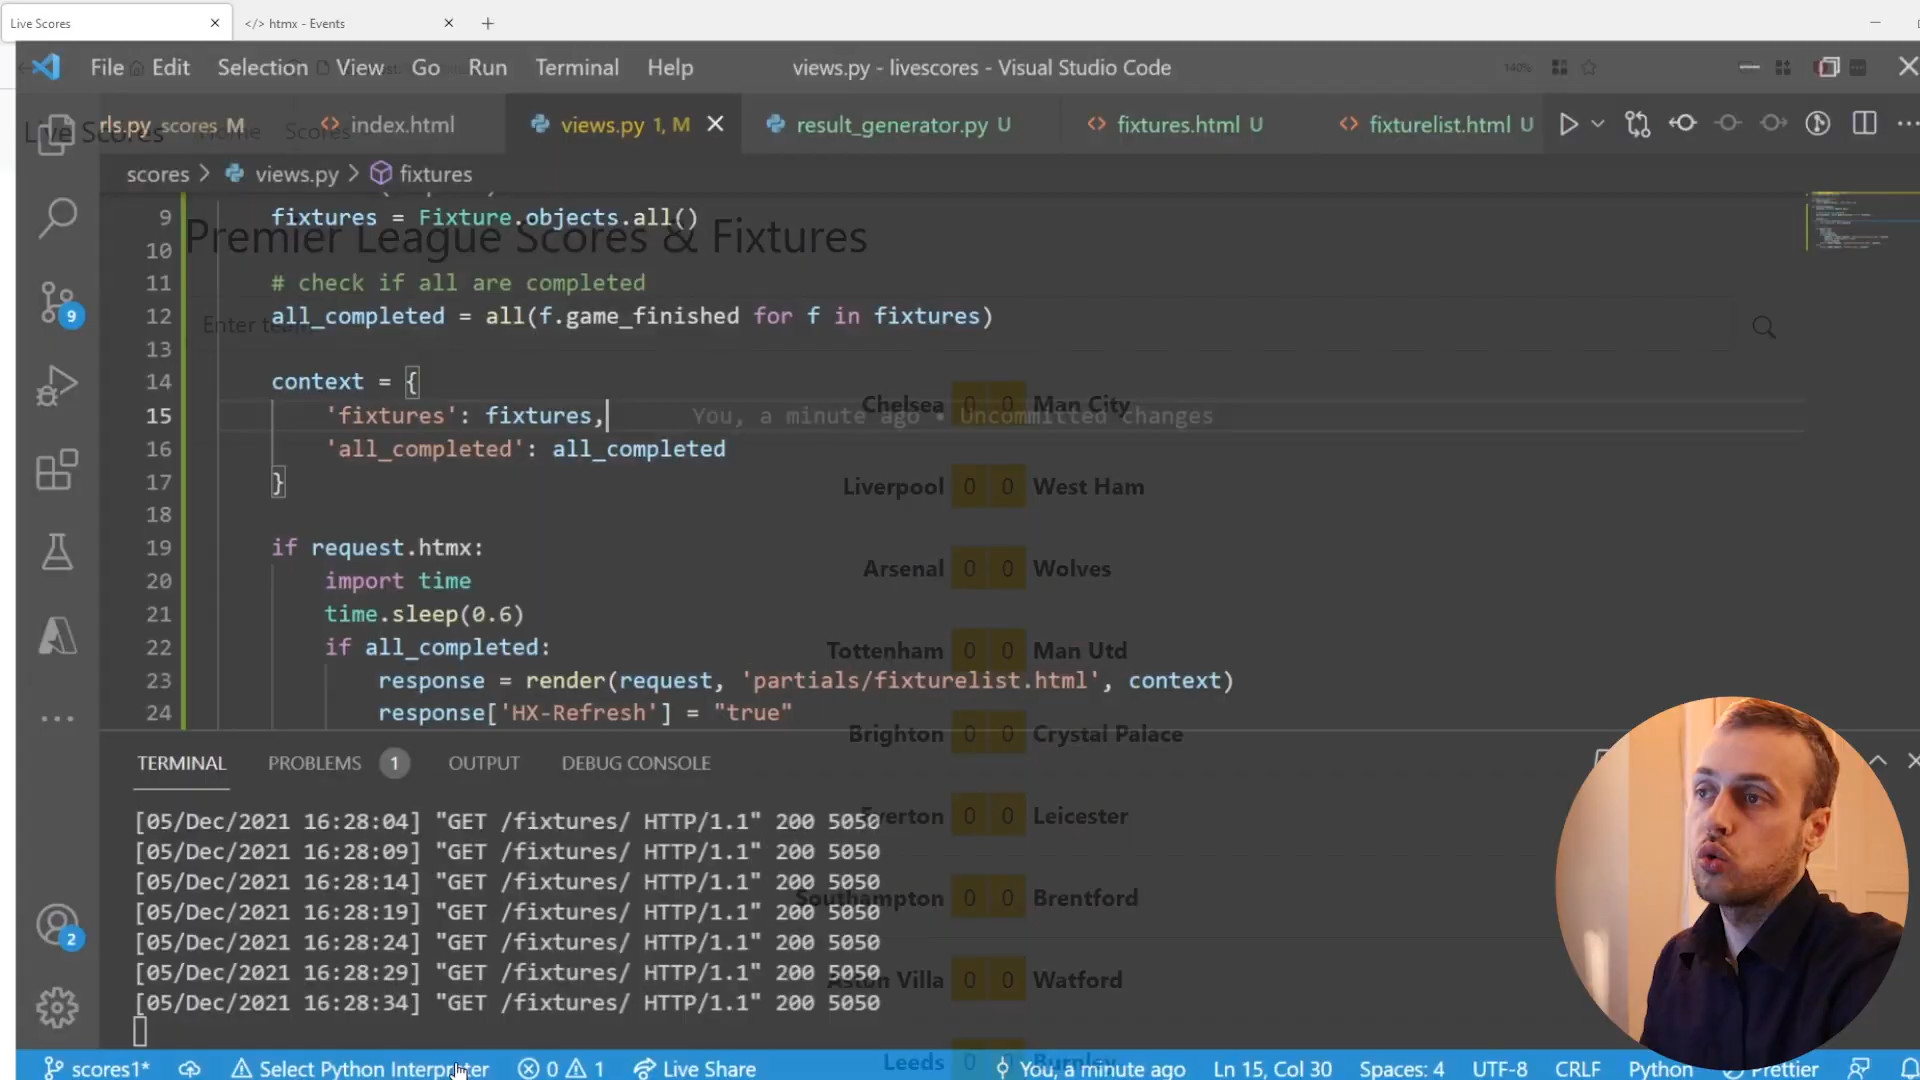 Live Scores
</> htmx - Events
File Edit Selection View Go Run Terminal Help
views.py - livescores - Visual Studio Code
140%
rls.py scores M
index.html
views.py 1, M
result_generator.py U
fixtures.html U
fixturelist.html U
Live Scores Home Scores
scores > views.py > fixtures
9 fixtures = Fixture.objects.all()
Premier League Scores & Fixtures
10
11 # check if all are completed
12 all_completed = all(f.game_finished for f in fixtures)
Enter team
13
14 context = {
Chelsea 0 0 Man City
15 'fixtures': fixtures,
You, a minute ago • Uncommitted changes
16 'all_completed': all_completed
17 }
Liverpool 0 0 West Ham
18
19 if request.htmx:
20 import time
Arsenal 0 0 Wolves
21 time.sleep(0.6)
22 if all_completed:
Tottenham 0 0 Man Utd
23 response = render(request, 'partials/fixturelist.html', context)
24 response['HX-Refresh'] = "true"
Brighton 0 0 Crystal Palace
TERMINAL PROBLEMS 1 OUTPUT DEBUG CONSOLE
[05/Dec/2021 16:28:04] "GET /fixtures/ HTTP/1.1" 200 5050
Everton 0 0 Leicester
[05/Dec/2021 16:28:09] "GET /fixtures/ HTTP/1.1" 200 5050
[05/Dec/2021 16:28:14] "GET /fixtures/ HTTP/1.1" 200 5050
Southampton 0 0 Brentford
[05/Dec/2021 16:28:19] "GET /fixtures/ HTTP/1.1" 200 5050
[05/Dec/2021 16:28:24] "GET /fixtures/ HTTP/1.1" 200 5050
[05/Dec/2021 16:28:29] "GET /fixtures/ HTTP/1.1" 200 5050
Aston Villa 0 0 Watford
[05/Dec/2021 16:28:34] "GET /fixtures/ HTTP/1.1" 200 5050
Leeds 0 0 Burnley
9
2
scores1* Select Python Interpreter 0 1 Live Share You, a minute ago Ln 15, Col 30 Spaces: 4 UTF-8 CRLF Python Prettier